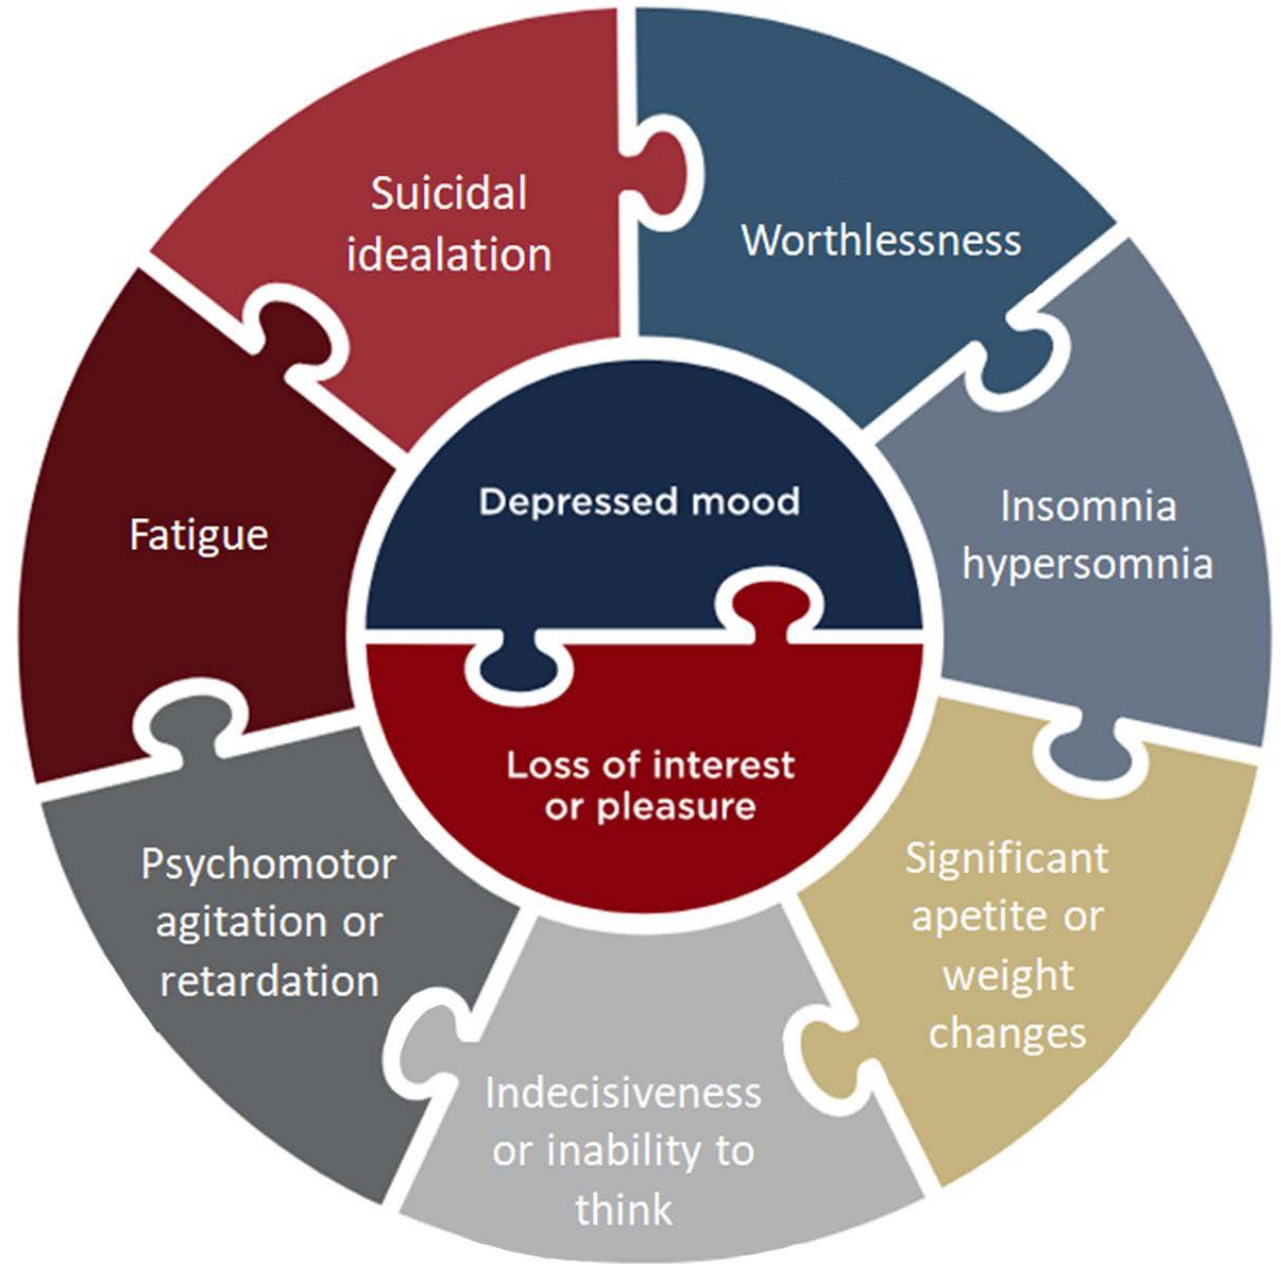 Suicidal
idealation
Worthlessness
Depressed mood
Insomnia
hypersomnia
Fatigue
Loss of interest
or pleasure
Psychomotor
agitation or
retardation
Significant
apetite or
weight
changes
Indecisiveness
or inability to
think